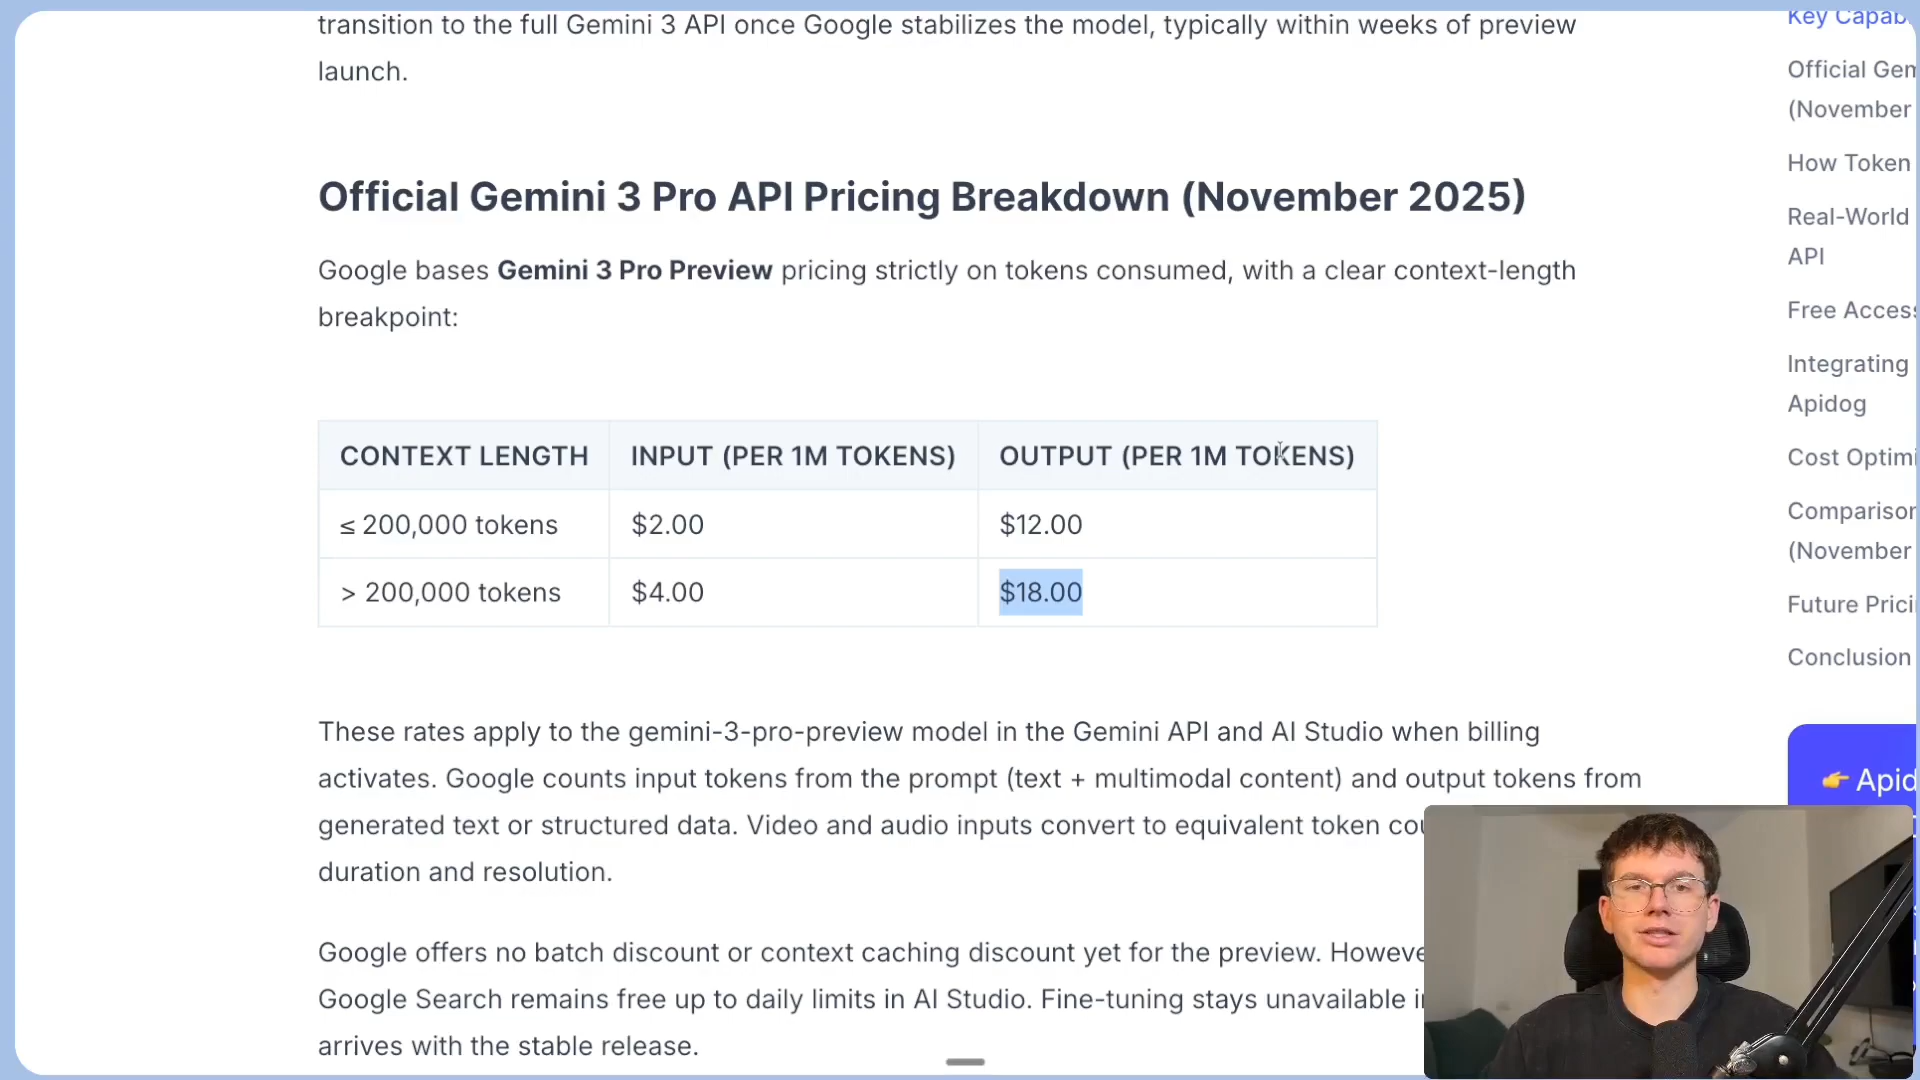 transition to the full Gemini 3 API once Google stabilizes the model, typically within weeks of preview
launch.
Official Gemini 3 Pro API Pricing Breakdown (November 2025)
Google bases Gemini 3 Pro Preview pricing strictly on tokens consumed, with a clear context-length
breakpoint:
CONTEXT LENGTH INPUT (PER 1M TOKENS) OUTPUT (PER 1M TOKENS)
≤ 200,000 tokens $2.00 $12.00
> 200,000 tokens $4.00 $18.00
These rates apply to the gemini-3-pro-preview model in the Gemini API and AI Studio when billing
activates. Google counts input tokens from the prompt (text + multimodal content) and output tokens from
generated text or structured data. Video and audio inputs convert to equivalent token cou
duration and resolution.
Google offers no batch discount or context caching discount yet for the preview. Howeve
Google Search remains free up to daily limits in AI Studio. Fine-tuning stays unavailable i
arrives with the stable release.
Key Capab
Official Gem
(November
How Token
Real-World
API
Free Access
Integrating
Apidog
Cost Optimi
Comparison
(November
Future Prici
Conclusion
👉 Apid